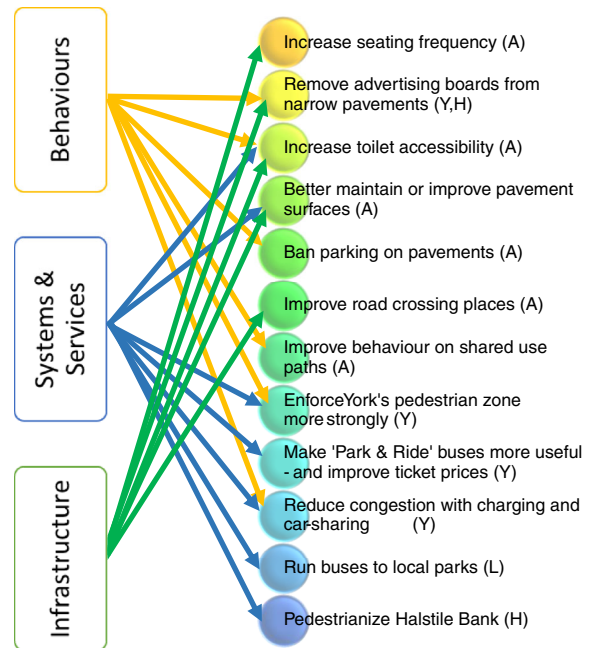 Behaviours
Systems &
Services
Infrastructure
Increase seating frequency (A)
Remove advertising boards from
narrow pavements (Y,H)
Increase toilet accessibility (A)
Better maintain or improve pavement
surfaces (A)
Ban parking on pavements (A)
Improve road crossing places (A)
Improve behaviour on shared use
paths (A)
EnforceYork's pedestrian zone
more strongly (Y)
Make 'Park & Ride' buses more useful
- and improve ticket prices (Y)
Reduce congestion with charging and
car-sharing (Y)
Run buses to local parks (L)
Pedestrianize Halstile Bank (H)